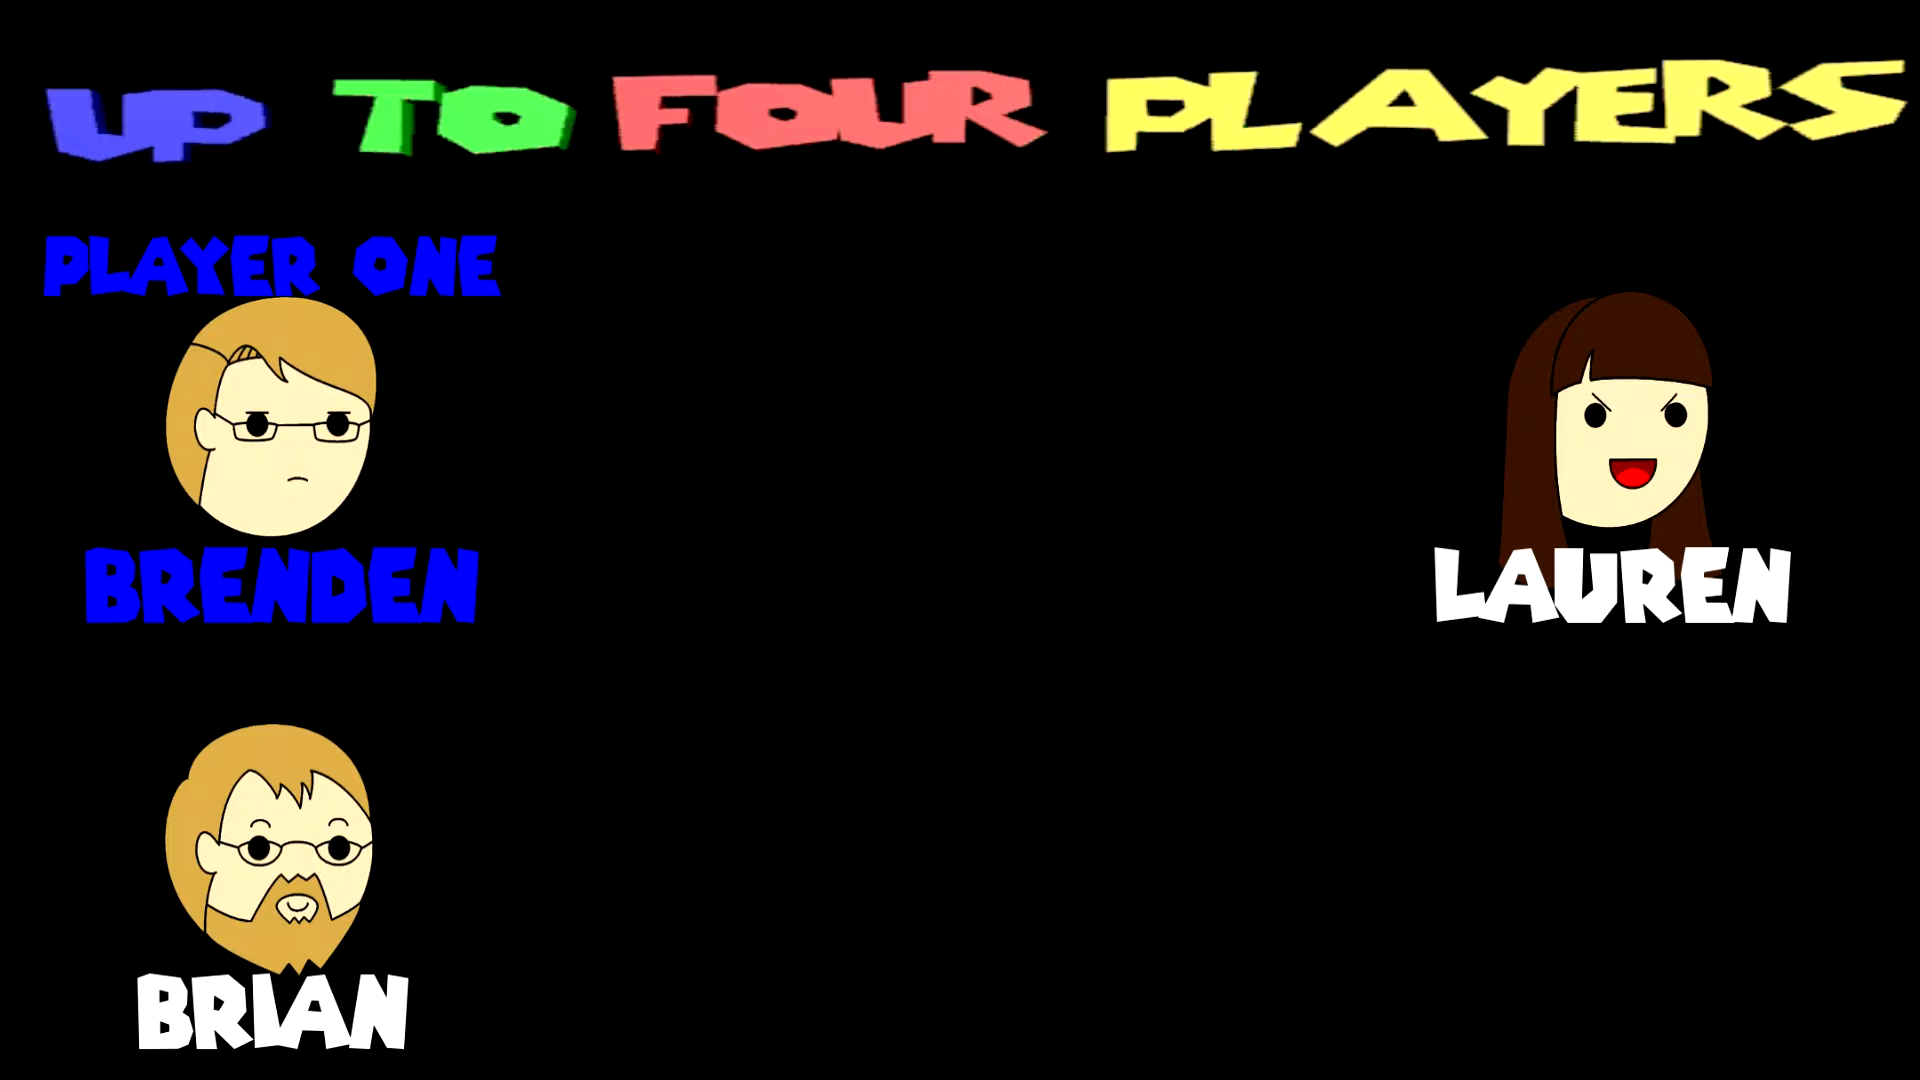 UP TO FOUR PLAYERS
PLAYER ONE
BRENDEN
LAUREN
BRIAN